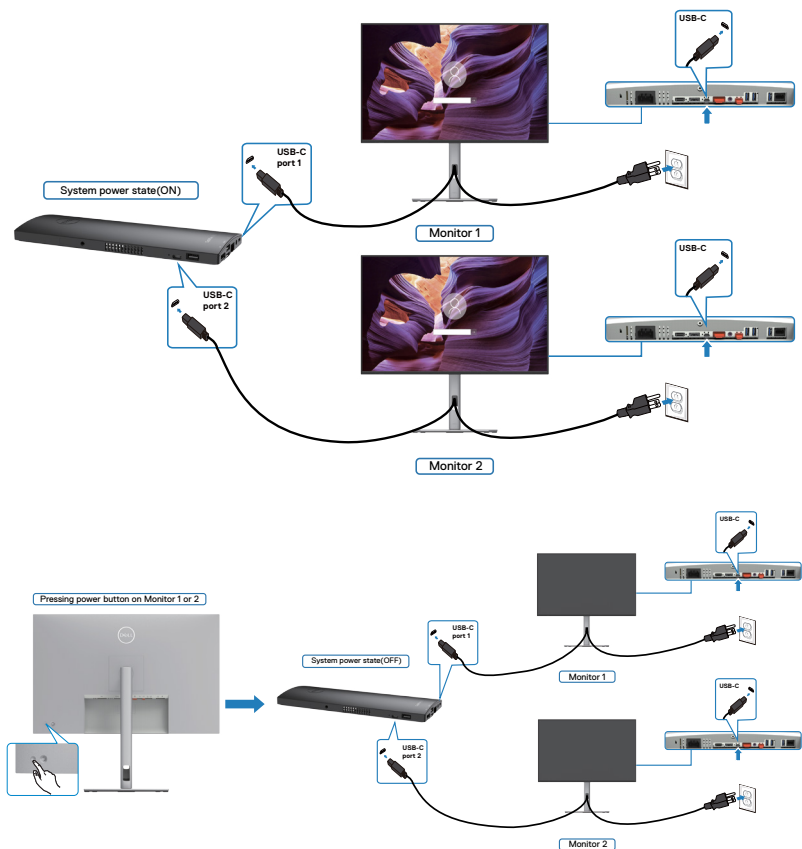 USB-C
USB-C
port 1
System power state(ON)
Monitor 1
USB-C
port 2
USB-C
Monitor 2
USB-C
Pressing power button on Monitor 1 or 2
DELL
USB-C
port 1
System power state(OFF)
Monitor 1
USB-C
USB-C
port 2
Monitor 2